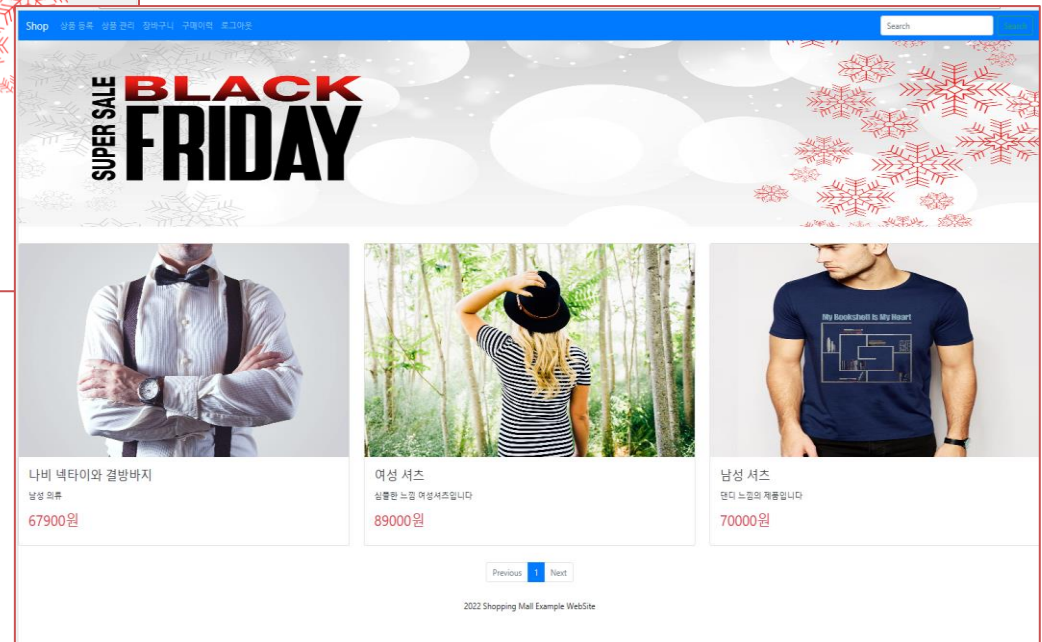 Shop 상품 등록 상품 관리 장바구니 구매이력 로그아웃
Search
Search
SUPER SALE
BLACK
FRIDAY
My Bookshelf Is My Heart
나비 넥타이와 결방바지
남성 의류
67900원
여성 셔츠
심플한 느낌 여성셔츠입니다
89000원
남성 셔츠
댄디 느낌의 제품입니다
70000원
Previous 1 Next
2022 Shopping Mall Example WebSite